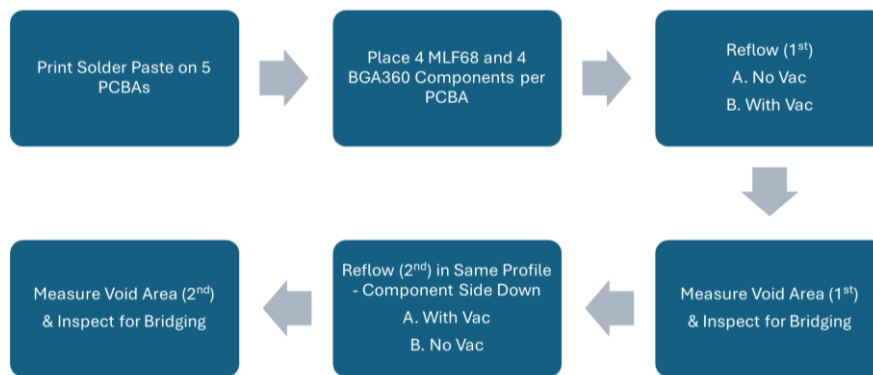 Print Solder Paste on 5
PCBAs
Place 4 MLF68 and 4
BGA360 Components per
PCBA
Reflow (1st)
A. No Vac
B. With Vac
Measure Void Area (1st)
& Inspect for Bridging
Reflow (2nd) in Same Profile
- Component Side Down
A. With Vac
B. No Vac
Measure Void Area (2nd)
& Inspect for Bridging